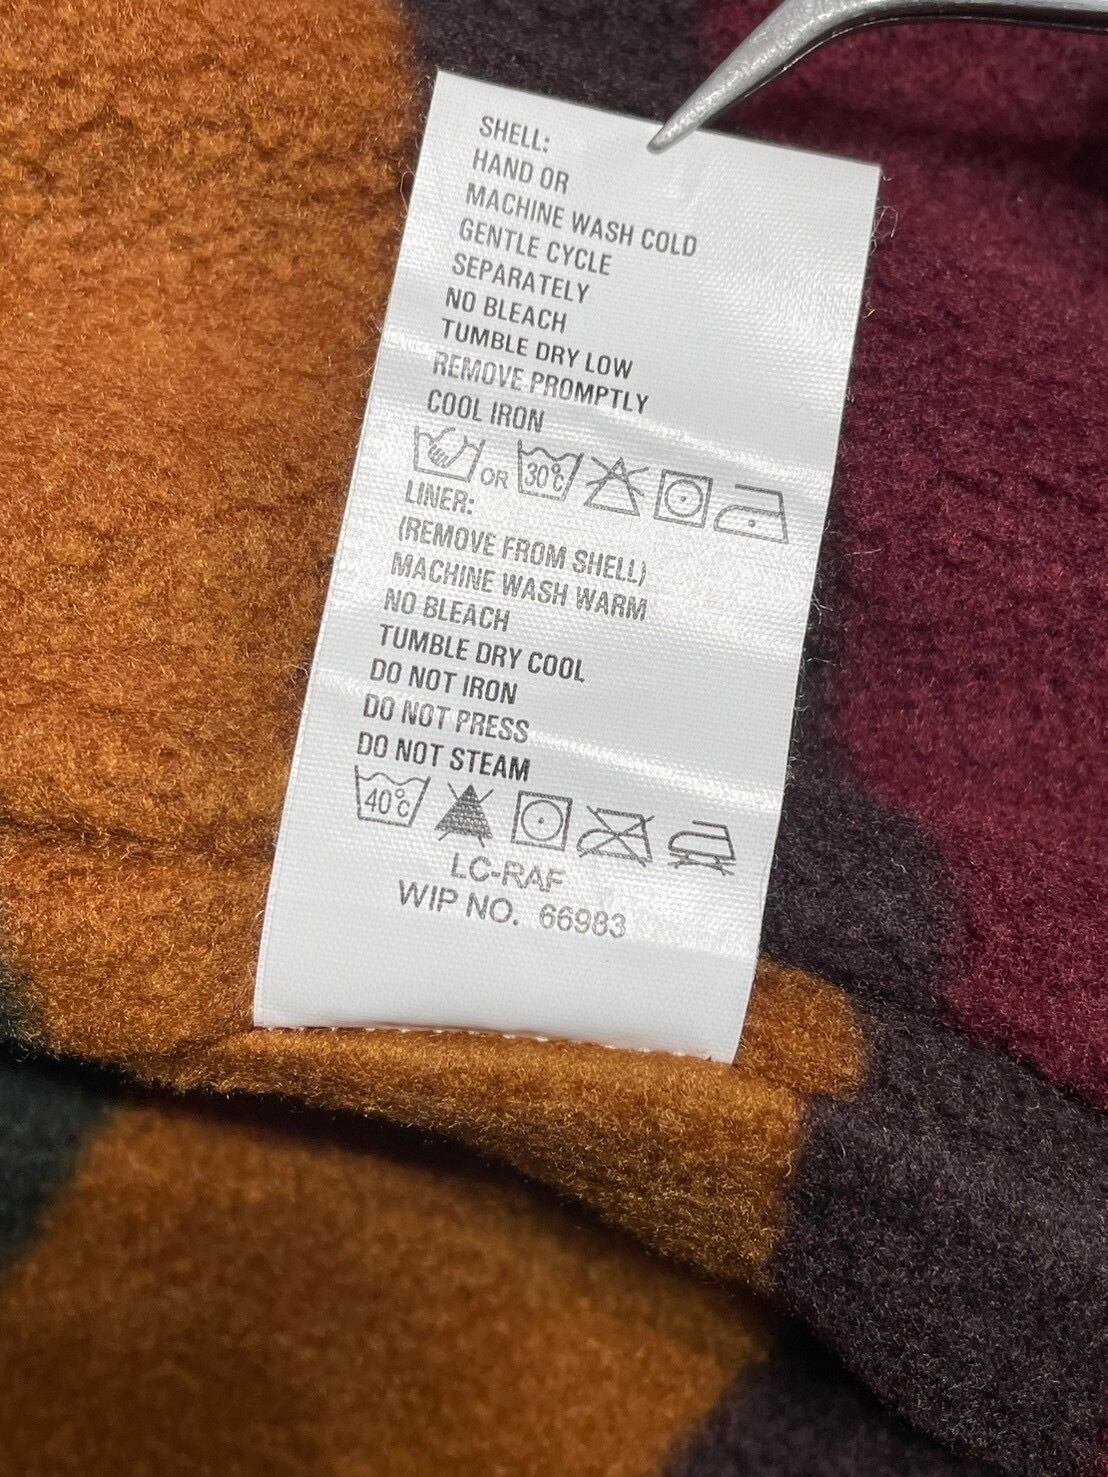 SHELL:
HAND OR
MACHINE WASH COLD
GENTLE CYCLE
SEPARATELY
NO BLEACH
TUMBLE DRY LOW
REMOVE PROMPTLY
COOL IRON
OR 30°C
LINER:
(REMOVE FROM SHELL)
MACHINE WASH WARM
NO BLEACH
TUMBLE DRY COOL
DO NOT IRON
DO NOT PRESS
DO NOT STEAM
40°C
LC-RAF
WIP NO. 66983